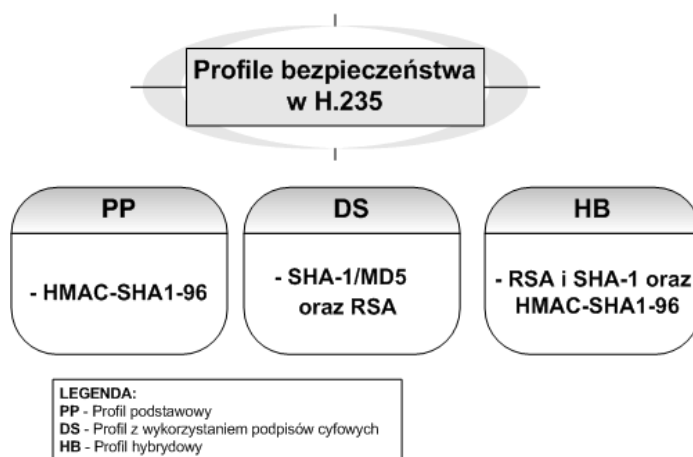 Profile bezpieczeństwa
w H.235
PP
- HMAC-SHA1-96
DS
- SHA-1/MD5
oraz RSA
HB
- RSA i SHA-1 oraz
HMAC-SHA1-96
LEGENDA:
PP - Profil podstawowy
DS - Profil z wykorzystaniem podpisów cyfowych
HB - Profil hybrydowy